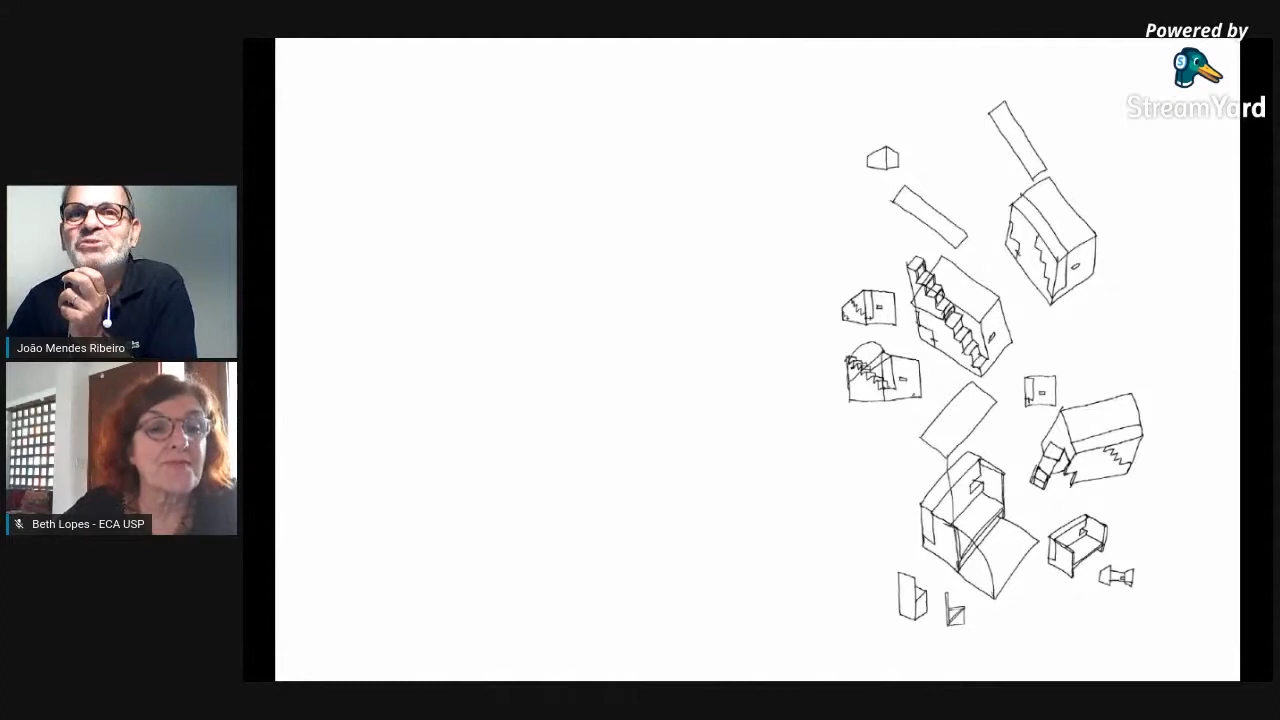 Powered by
StreamYard
João Mendes Ribeiro
Beth Lopes - ECA USP